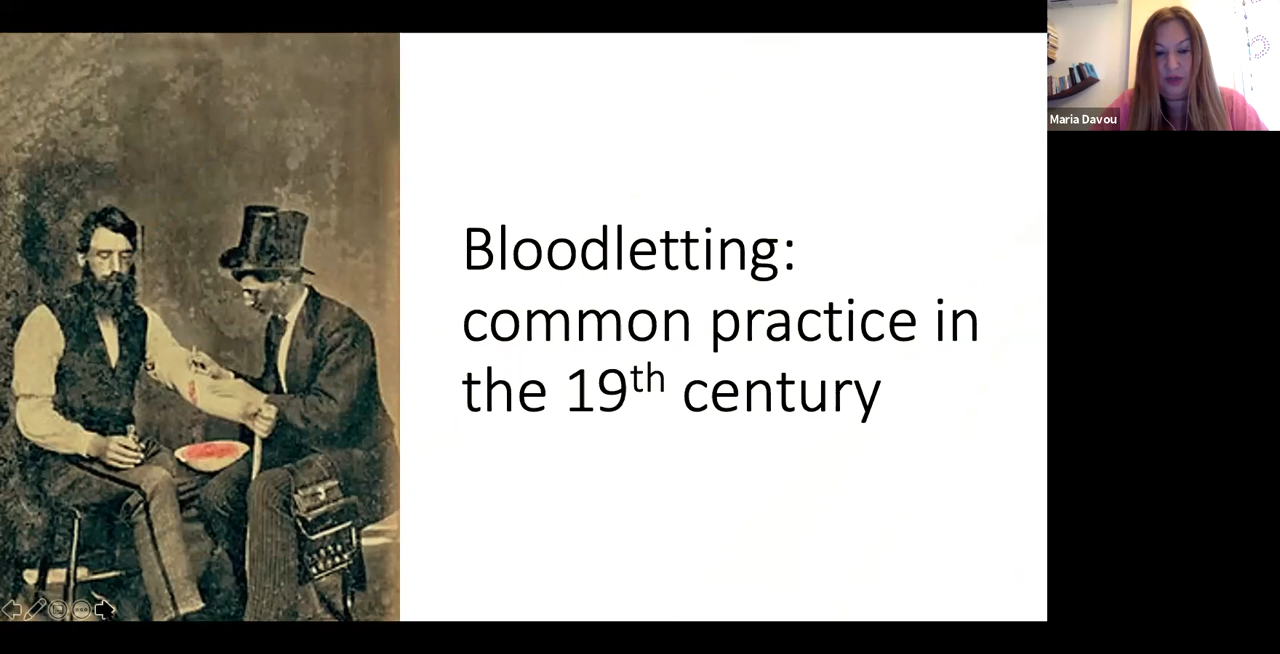 Bloodletting:
common practice in
the 19th century
Maria Davou